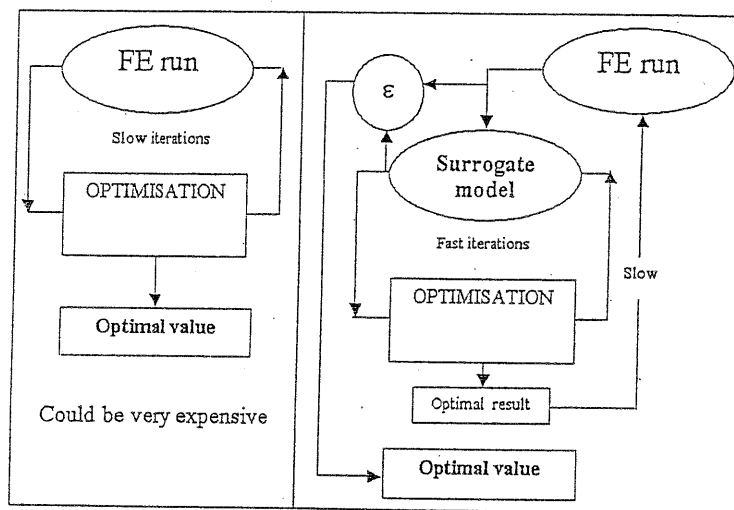 FE run
Slow iterations
OPTIMISATION
Optimal value
Could be very expensive
FE run
ε
Surrogate
model
Fast iterations
Slow
OPTIMISATION
Optimal result
Optimal value